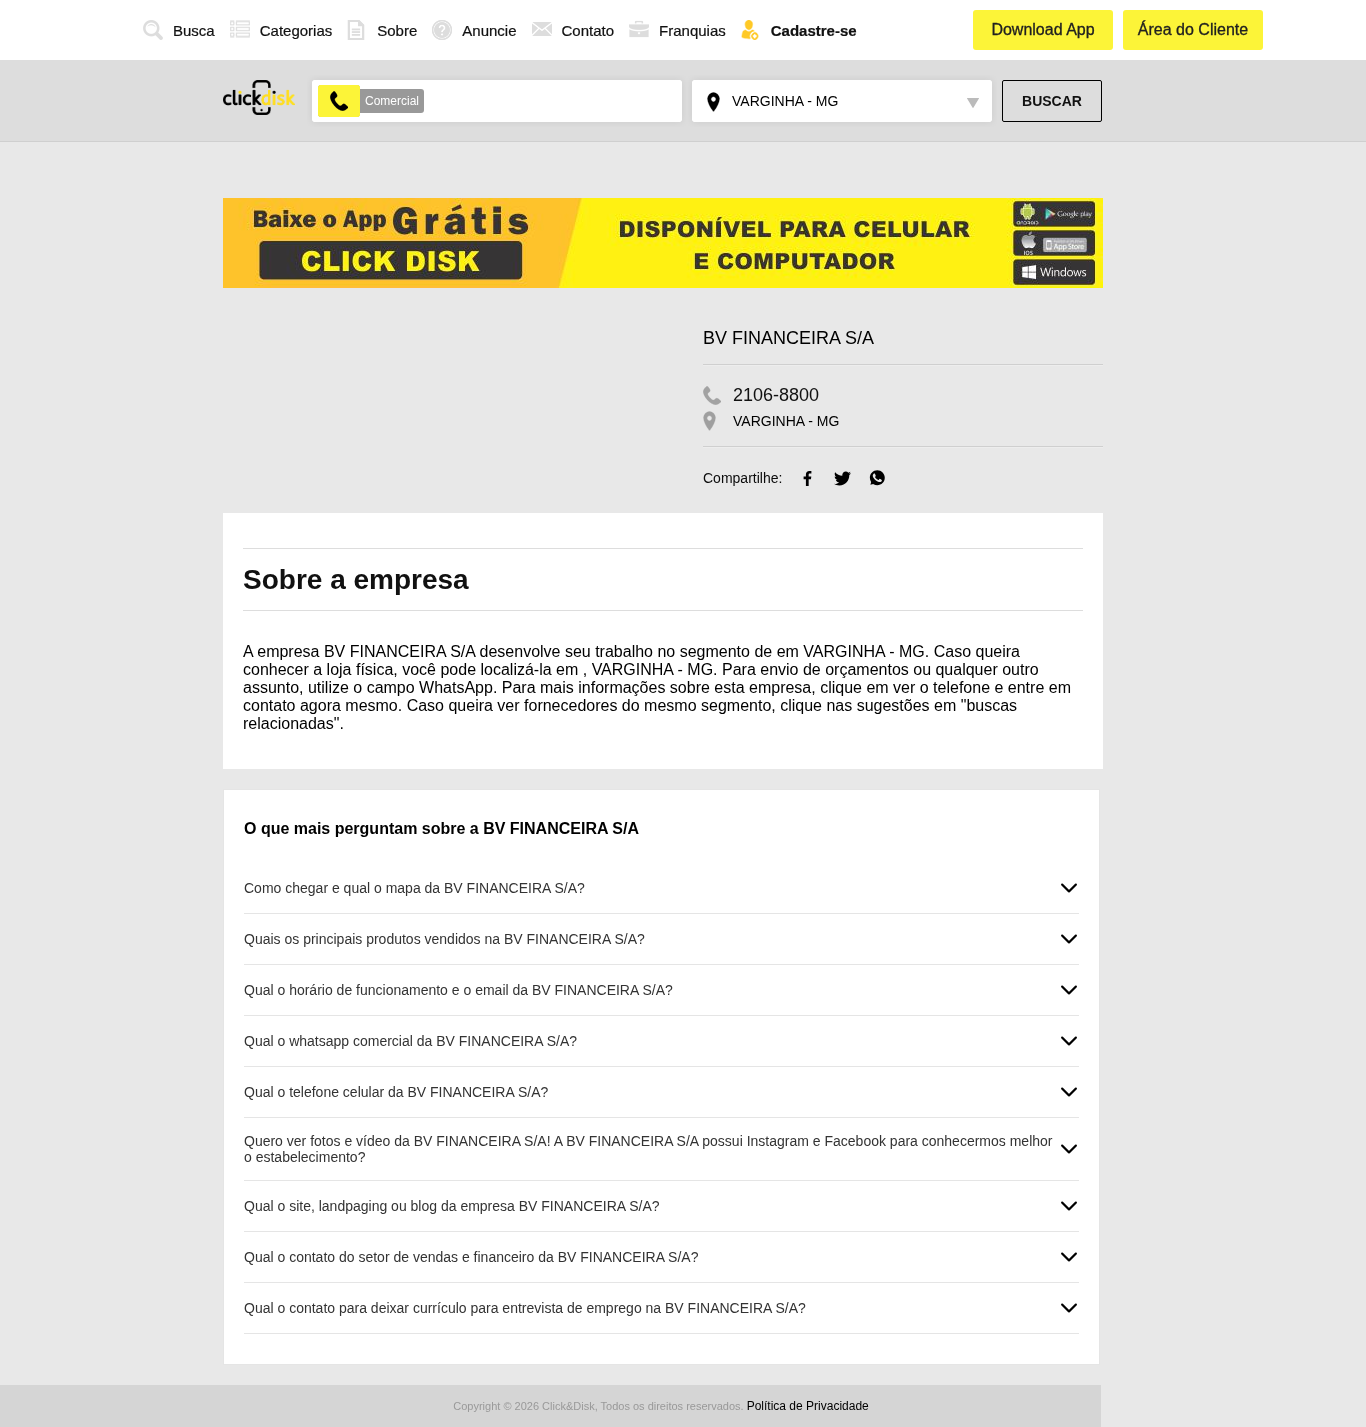 Busca Categorias Sobre Anuncie Contato Franquias Cadastre-se Download App Área do Cliente
clickdisk Comercial VARGINHA - MG BUSCAR
Baixe o App Grátis
CLICK DISK
DISPONÍVEL PARA CELULAR
E COMPUTADOR
ANDROID Google play
iOS App Store
Windows
BV FINANCEIRA S/A
2106-8800
VARGINHA - MG
Compartilhe:
Sobre a empresa
A empresa BV FINANCEIRA S/A desenvolve seu trabalho no segmento de em VARGINHA - MG. Caso queira
conhecer a loja física, você pode localizá-la em , VARGINHA - MG. Para envio de orçamentos ou qualquer outro
assunto, utilize o campo WhatsApp. Para mais informações sobre esta empresa, clique em ver o telefone e entre em
contato agora mesmo. Caso queira ver fornecedores do mesmo segmento, clique nas sugestões em "buscas
relacionadas".
O que mais perguntam sobre a BV FINANCEIRA S/A
Como chegar e qual o mapa da BV FINANCEIRA S/A?
Quais os principais produtos vendidos na BV FINANCEIRA S/A?
Qual o horário de funcionamento e o email da BV FINANCEIRA S/A?
Qual o whatsapp comercial da BV FINANCEIRA S/A?
Qual o telefone celular da BV FINANCEIRA S/A?
Quero ver fotos e vídeo da BV FINANCEIRA S/A! A BV FINANCEIRA S/A possui Instagram e Facebook para conhecermos melhor
o estabelecimento?
Qual o site, landpaging ou blog da empresa BV FINANCEIRA S/A?
Qual o contato do setor de vendas e financeiro da BV FINANCEIRA S/A?
Qual o contato para deixar currículo para entrevista de emprego na BV FINANCEIRA S/A?
Copyright © 2026 Click&Disk, Todos os direitos reservados. Política de Privacidade